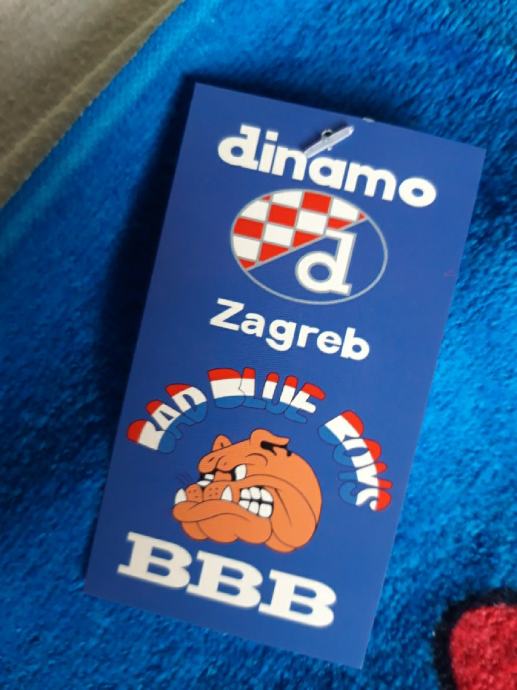 dinamo
d
Zagreb
BAD BLUE BOYS
BBB